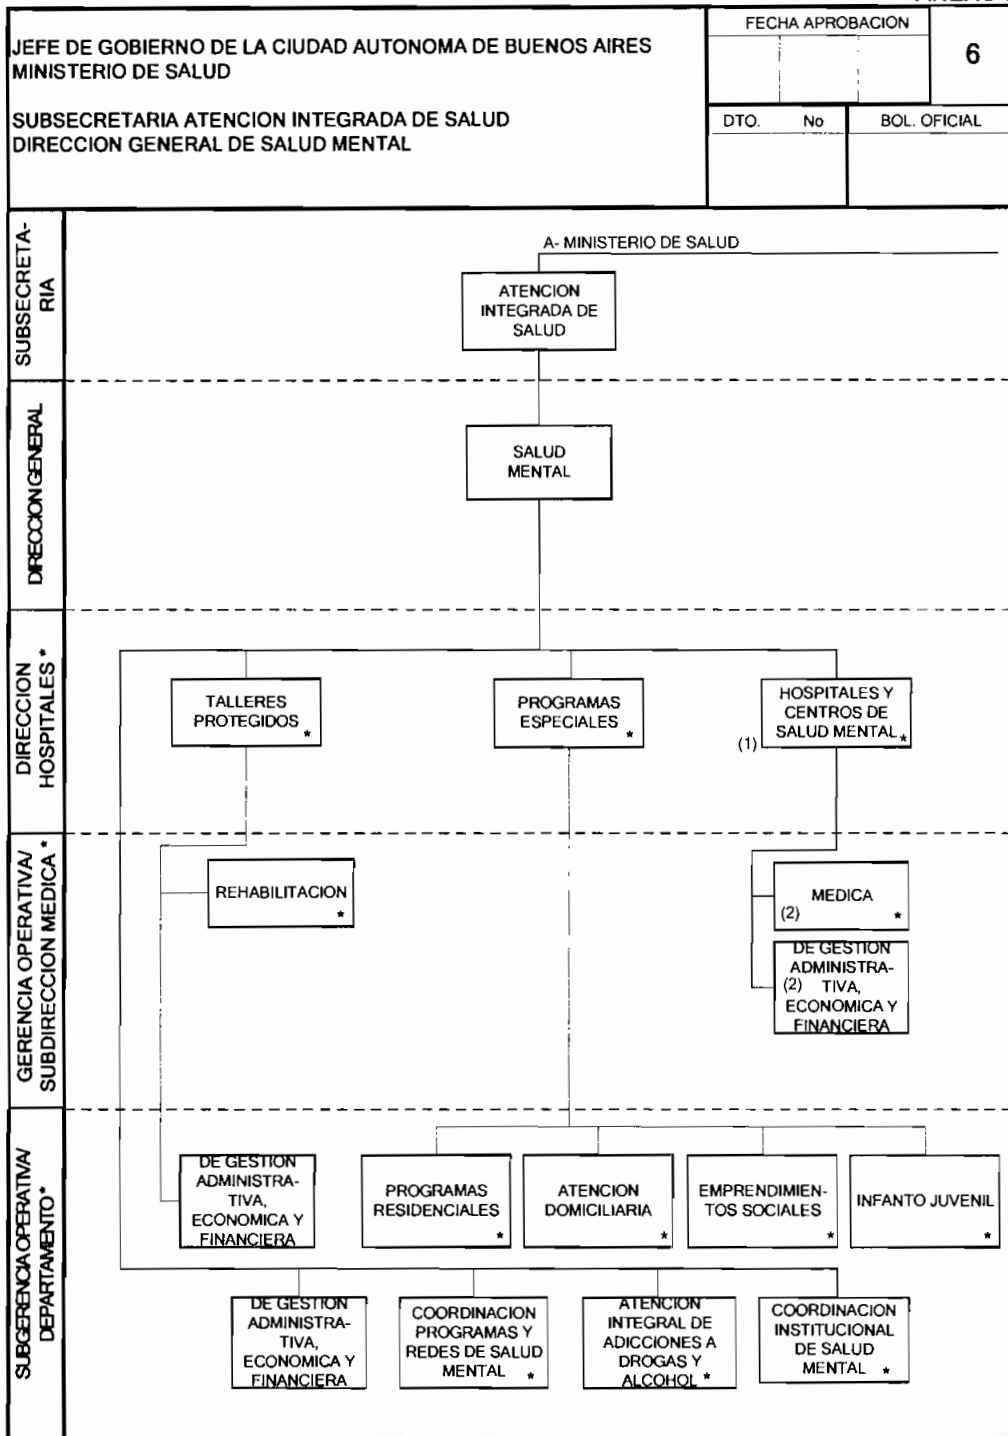 JEFE DE GOBIERNO DE LA CIUDAD AUTONOMA DE BUENOS AIRES
MINISTERIO DE SALUD
SUBSECRETARIA ATENCION INTEGRADA DE SALUD
DIRECCION GENERAL DE SALUD MENTAL
FECHA APROBACION
6
DTO. No
BOL. OFICIAL
SUBSECRETA-
RIA
A- MINISTERIO DE SALUD
ATENCION
INTEGRADA DE
SALUD
DIRECCION GENERAL
SALUD
MENTAL
DIRECCION
HOSPITALES *
TALLERES
PROTEGIDOS
*
PROGRAMAS
ESPECIALES
*
HOSPITALES Y
CENTROS DE
SALUD MENTAL *
(1)
GERENCIA OPERATIVA/
SUBDIRECCION MEDICA *
REHABILITACION
*
MEDICA
(2) *
DE GESTION
ADMINISTRA-
(2) TIVA,
ECONOMICA Y
FINANCIERA
SUBGERENCIA OPERATIVA/
DEPARTAMENTO*
DE GESTION
ADMINISTRA-
TIVA,
ECONOMICA Y
FINANCIERA
PROGRAMAS
RESIDENCIALES
*
ATENCION
DOMICILIARIA
*
EMPRENDIMIEN-
TOS SOCIALES
*
INFANTO JUVENIL
*
DE GESTION
ADMINISTRA-
TIVA,
ECONOMICA Y
FINANCIERA
COORDINACION
PROGRAMAS Y
REDES DE SALUD
MENTAL *
ATENCION
INTEGRAL DE
ADICCIONES A
DROGAS Y
ALCOHOL *
COORDINACION
INSTITUCIONAL
DE SALUD
MENTAL *